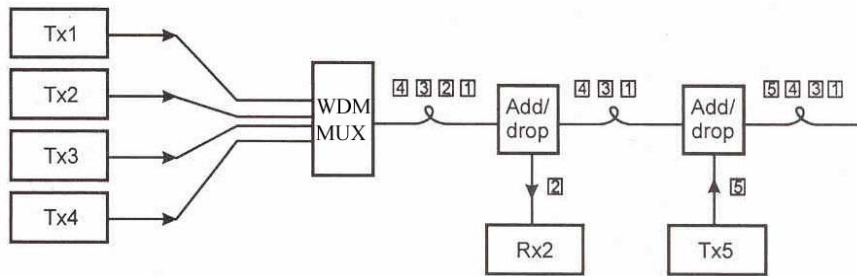 Tx1
Tx2
Tx3
Tx4
WDM
MUX
4 3 2 1
Add/
drop
4 3 1
Add/
drop
5 4 3 1
2
5
Rx2
Tx5